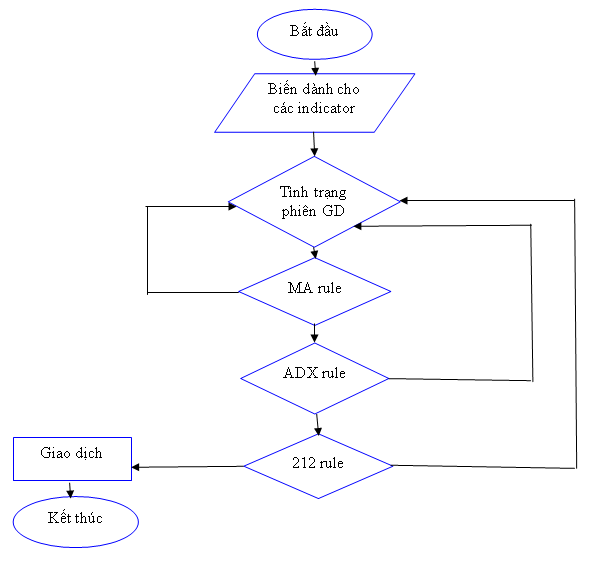 Bắt đầu
Biến dành cho
các indicator
Tình trạng
phiên GD
MA rule
ADX rule
212 rule
Giao dịch
Kết thúc